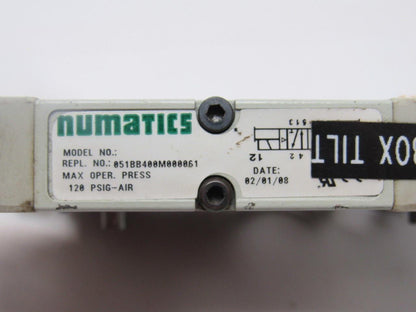 numatics
MODEL NO.:
REPL. NO.: 051BB400M000061
MAX OPER. PRESS
120 PSIG-AIR
513
4 2
12
DATE:
02/01/08
BOX TILT